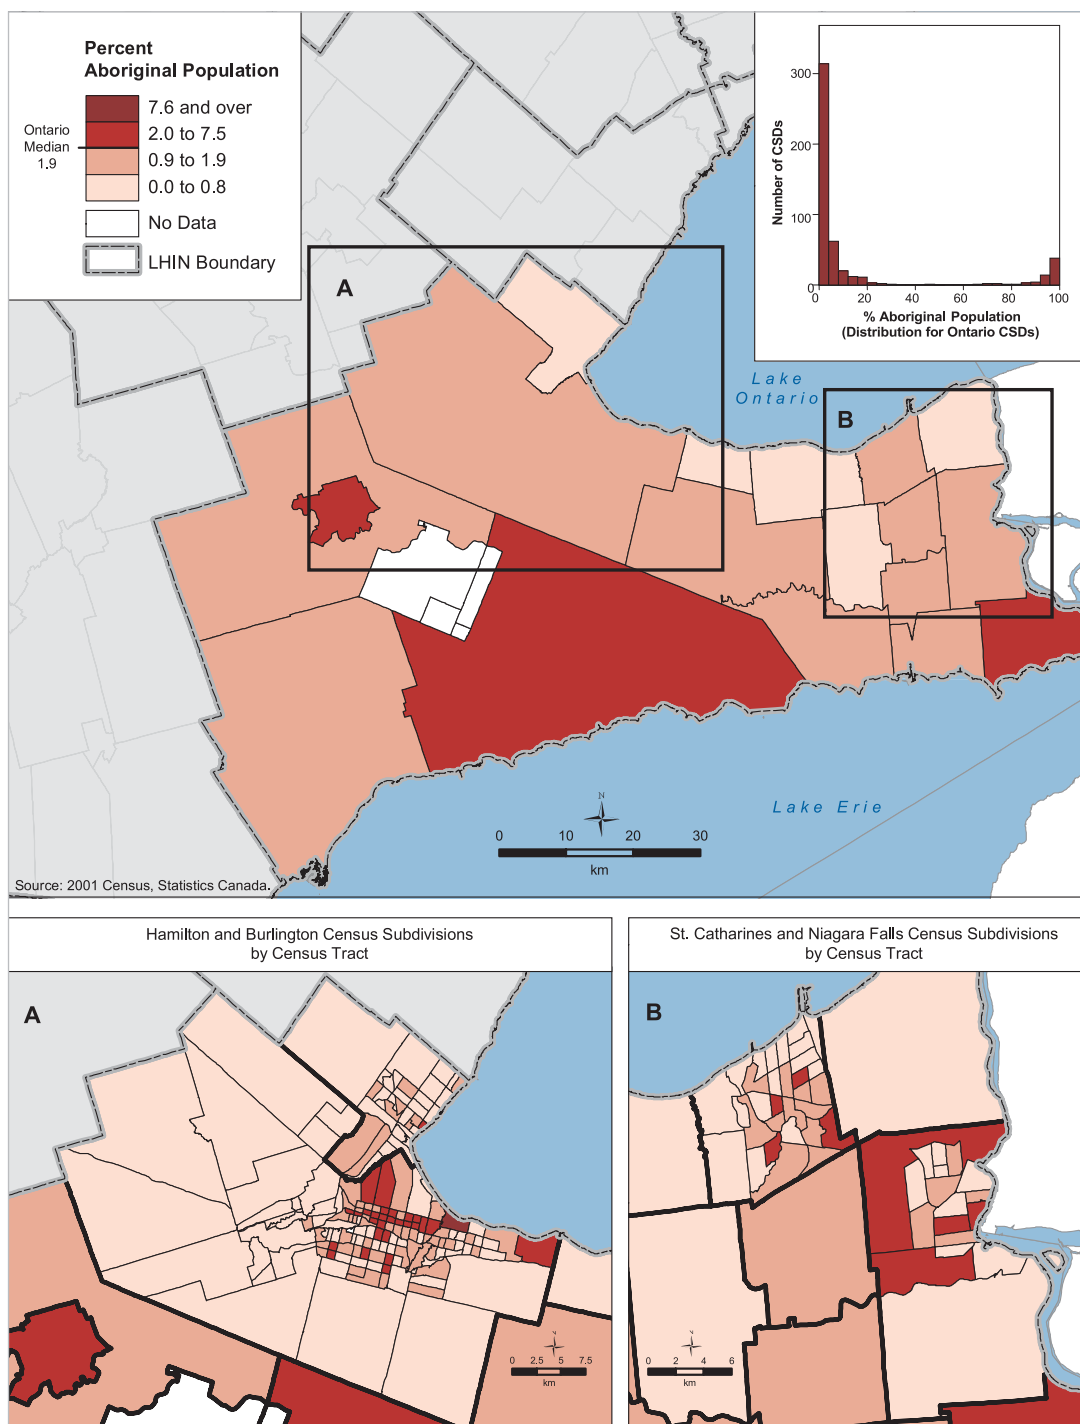 Percent
Aboriginal Population
7.6 and over
2.0 to 7.5
0.9 to 1.9
0.0 to 0.8
No Data
LHIN Boundary
Ontario
Median
1.9
300
200
100
0
Number of CSDs
0 20 40 60 80 100
% Aboriginal Population
(Distribution for Ontario CSDs)
A
Lake
Ontario
B
Lake Erie
N
0 10 20 30
km
Source: 2001 Census, Statistics Canada.
Hamilton and Burlington Census Subdivisions
by Census Tract
A
N
0 2.5 5 7.5
km
St. Catharines and Niagara Falls Census Subdivisions
by Census Tract
B
N
0 2 4 6
km